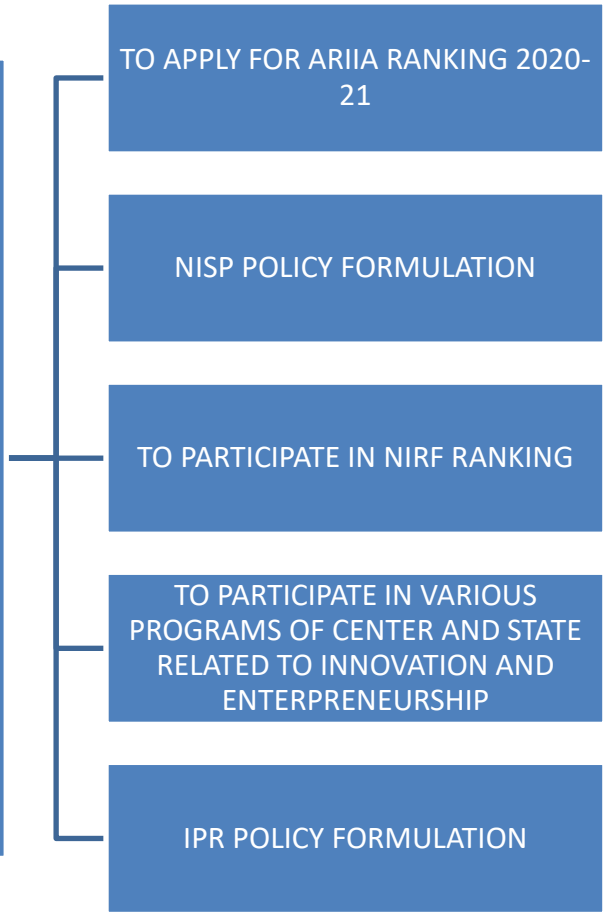 TO APPLY FOR ARIIA RANKING 2020-
21
NISP POLICY FORMULATION
TO PARTICIPATE IN NIRF RANKING
TO PARTICIPATE IN VARIOUS
PROGRAMS OF CENTER AND STATE
RELATED TO INNOVATION AND
ENTERPRENEURSHIP
IPR POLICY FORMULATION